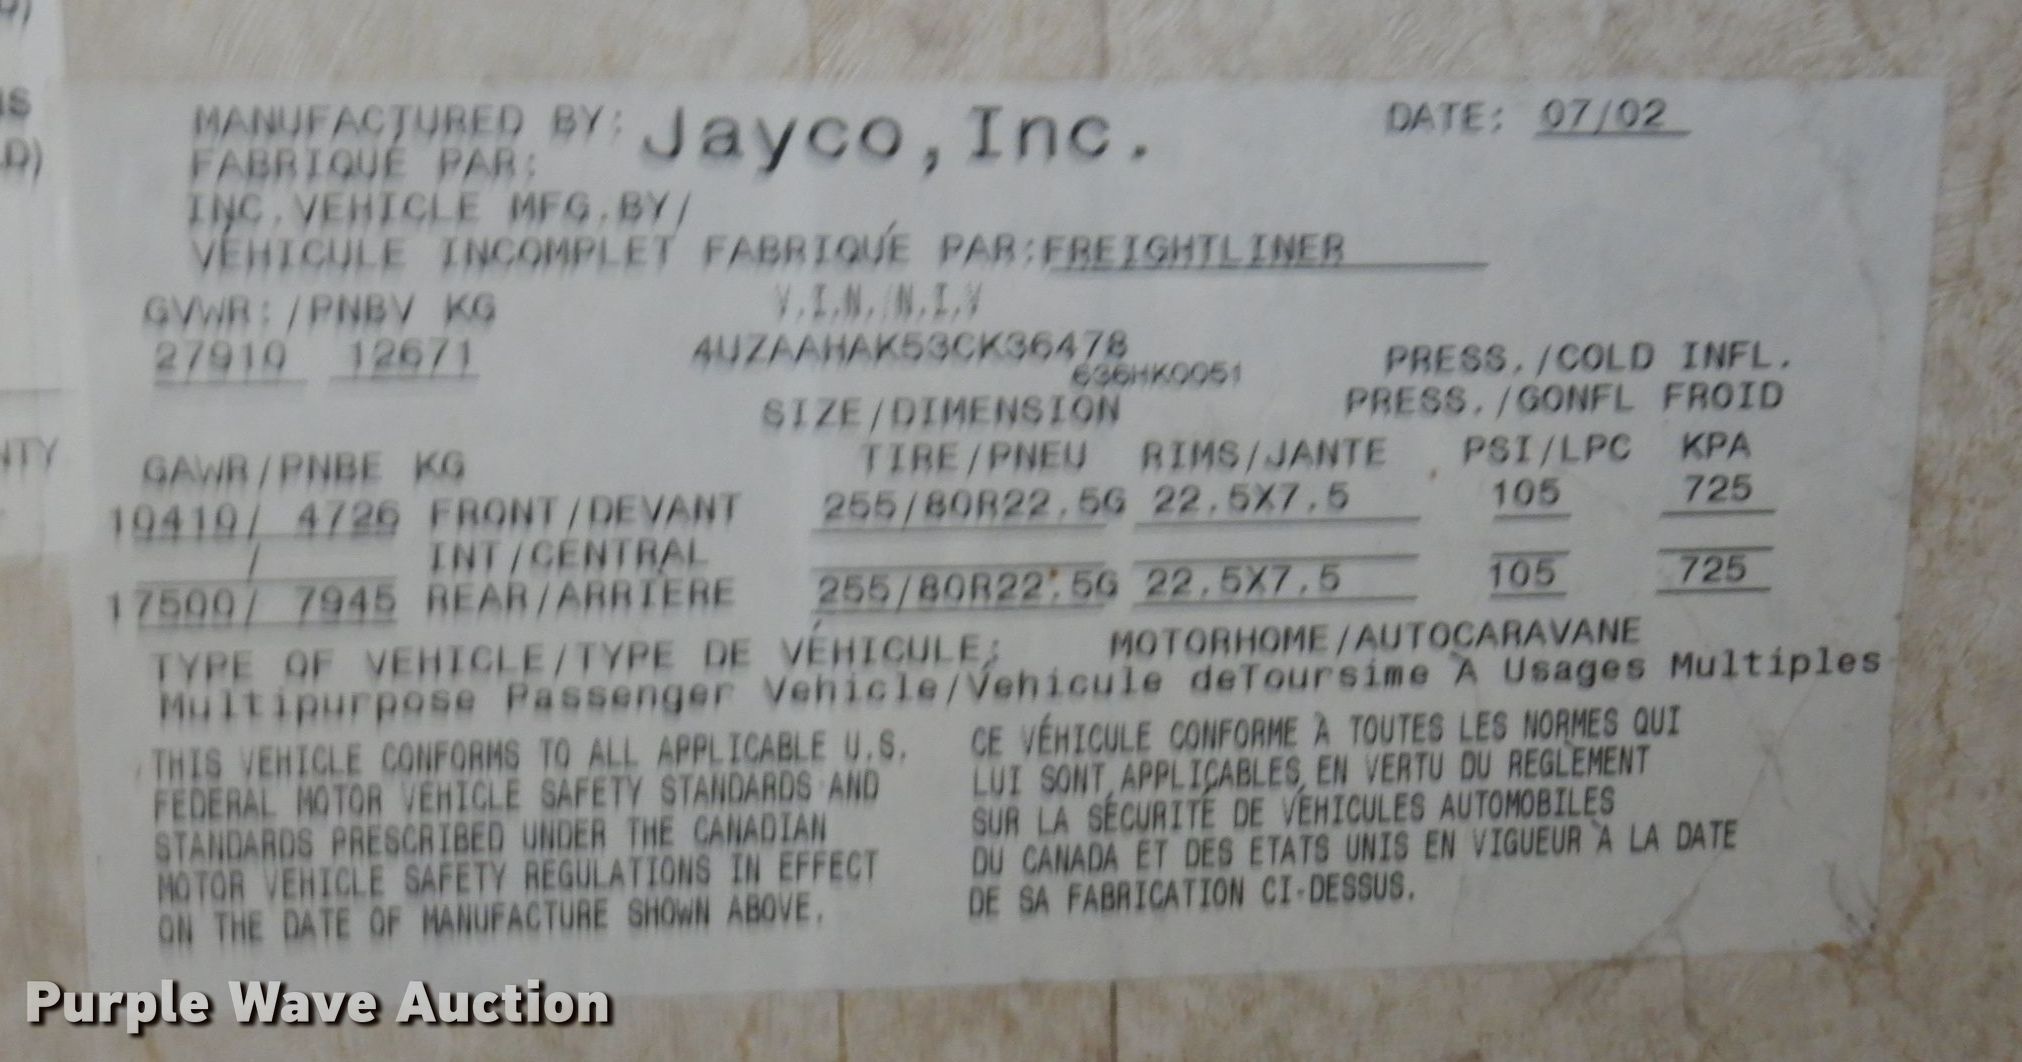 MANUFACTURED BY: Jayco, Inc. DATE: 07/02
FABRIQUÉ PAR:
INC. VEHICLE MFG. BY/
VÉHICULE INCOMPLET FABRIQUÉ PAR: FREIGHTLINER
GVWR: /PNBV KG V.I.N./N.I.V
27910 12671 4UZAAHAK53CK36478
636HK0051
PRESS./COLD INFL.
SIZE/DIMENSION PRESS./GONFL FROID
GAWR/PNBE KG TIRE/PNEU RIMS/JANTE PSI/LPC KPA
10410/ 4726 FRONT/DEVANT 255/80R22.5G 22.5X7.5 105 725
/ INT/CENTRAL
17500/ 7945 REAR/ARRIÈRE 255/80R22.5G 22.5X7.5 105 725
TYPE OF VEHICLE/TYPE DE VÉHICULE: MOTORHOME/AUTOCARAVANE
Multipurpose Passenger Vehicle/Véhicule deToursime À Usages Multiples
THIS VEHICLE CONFORMS TO ALL APPLICABLE U.S.
FEDERAL MOTOR VEHICLE SAFETY STANDARDS AND
STANDARDS PRESCRIBED UNDER THE CANADIAN
MOTOR VEHICLE SAFETY REGULATIONS IN EFFECT
ON THE DATE OF MANUFACTURE SHOWN ABOVE.
CE VÉHICULE CONFORME À TOUTES LES NORMES QUI
LUI SONT APPLICABLES EN VERTU DU RÈGLEMENT
SUR LA SÉCURITÉ DE VÉHICULES AUTOMOBILES
DU CANADA ET DES ETATS UNIS EN VIGUEUR À LA DATE
DE SA FABRICATION CI-DESSUS.
Purple Wave Auction